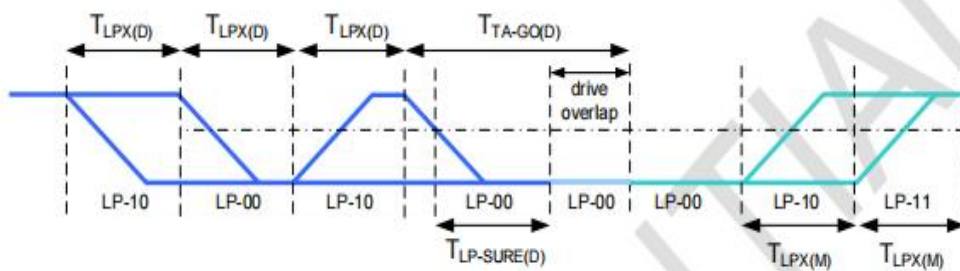 TLPX(D) TLPX(D) TLPX(D) TTA-GO(D)
drive
overlap
LP-10 LP-00 LP-10 LP-00 LP-00 LP-00 LP-10 LP-11
TLP-SURE(D) TLPX(M) TLPX(M)